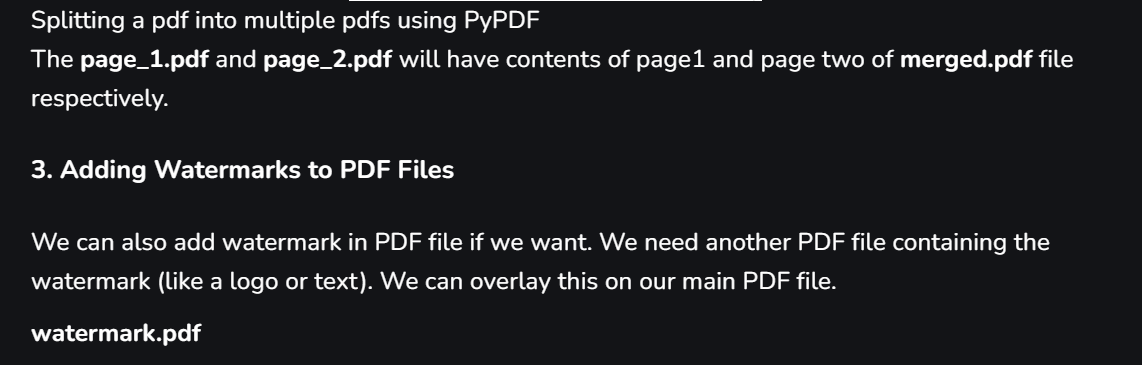 Splitting a pdf into multiple pdfs using PyPDF
The page_1.pdf and page_2.pdf will have contents of page1 and page two of merged.pdf file
respectively.
3. Adding Watermarks to PDF Files
We can also add watermark in PDF file if we want. We need another PDF file containing the
watermark (like a logo or text). We can overlay this on our main PDF file.
watermark.pdf